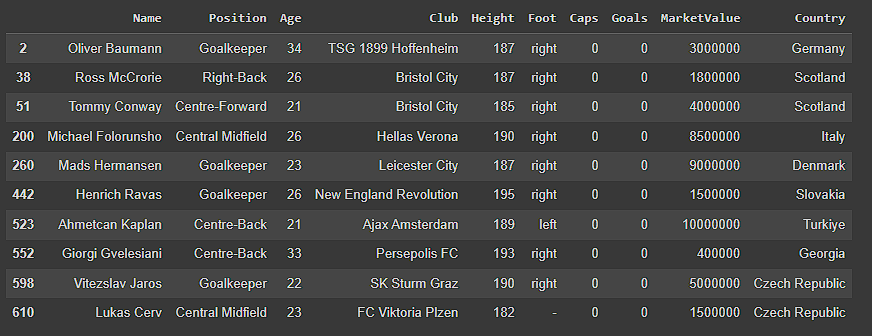 Name Position Age Club Height Foot Caps Goals MarketValue Country
2 Oliver Baumann Goalkeeper 34 TSG 1899 Hoffenheim 187 right 0 0 3000000 Germany
38 Ross McCrorie Right-Back 26 Bristol City 187 right 0 0 1800000 Scotland
51 Tommy Conway Centre-Forward 21 Bristol City 185 right 0 0 4000000 Scotland
200 Michael Folorunsho Central Midfield 26 Hellas Verona 190 right 0 0 8500000 Italy
260 Mads Hermansen Goalkeeper 23 Leicester City 187 right 0 0 9000000 Denmark
442 Henrich Ravas Goalkeeper 26 New England Revolution 195 right 0 0 1500000 Slovakia
523 Ahmetcan Kaplan Centre-Back 21 Ajax Amsterdam 189 left 0 0 10000000 Turkiye
552 Giorgi Gvelesiani Centre-Back 33 Persepolis FC 193 right 0 0 400000 Georgia
598 Vitezslav Jaros Goalkeeper 22 SK Sturm Graz 190 right 0 0 5000000 Czech Republic
610 Lukas Cerv Central Midfield 23 FC Viktoria Plzen 182 - 0 0 1500000 Czech Republic